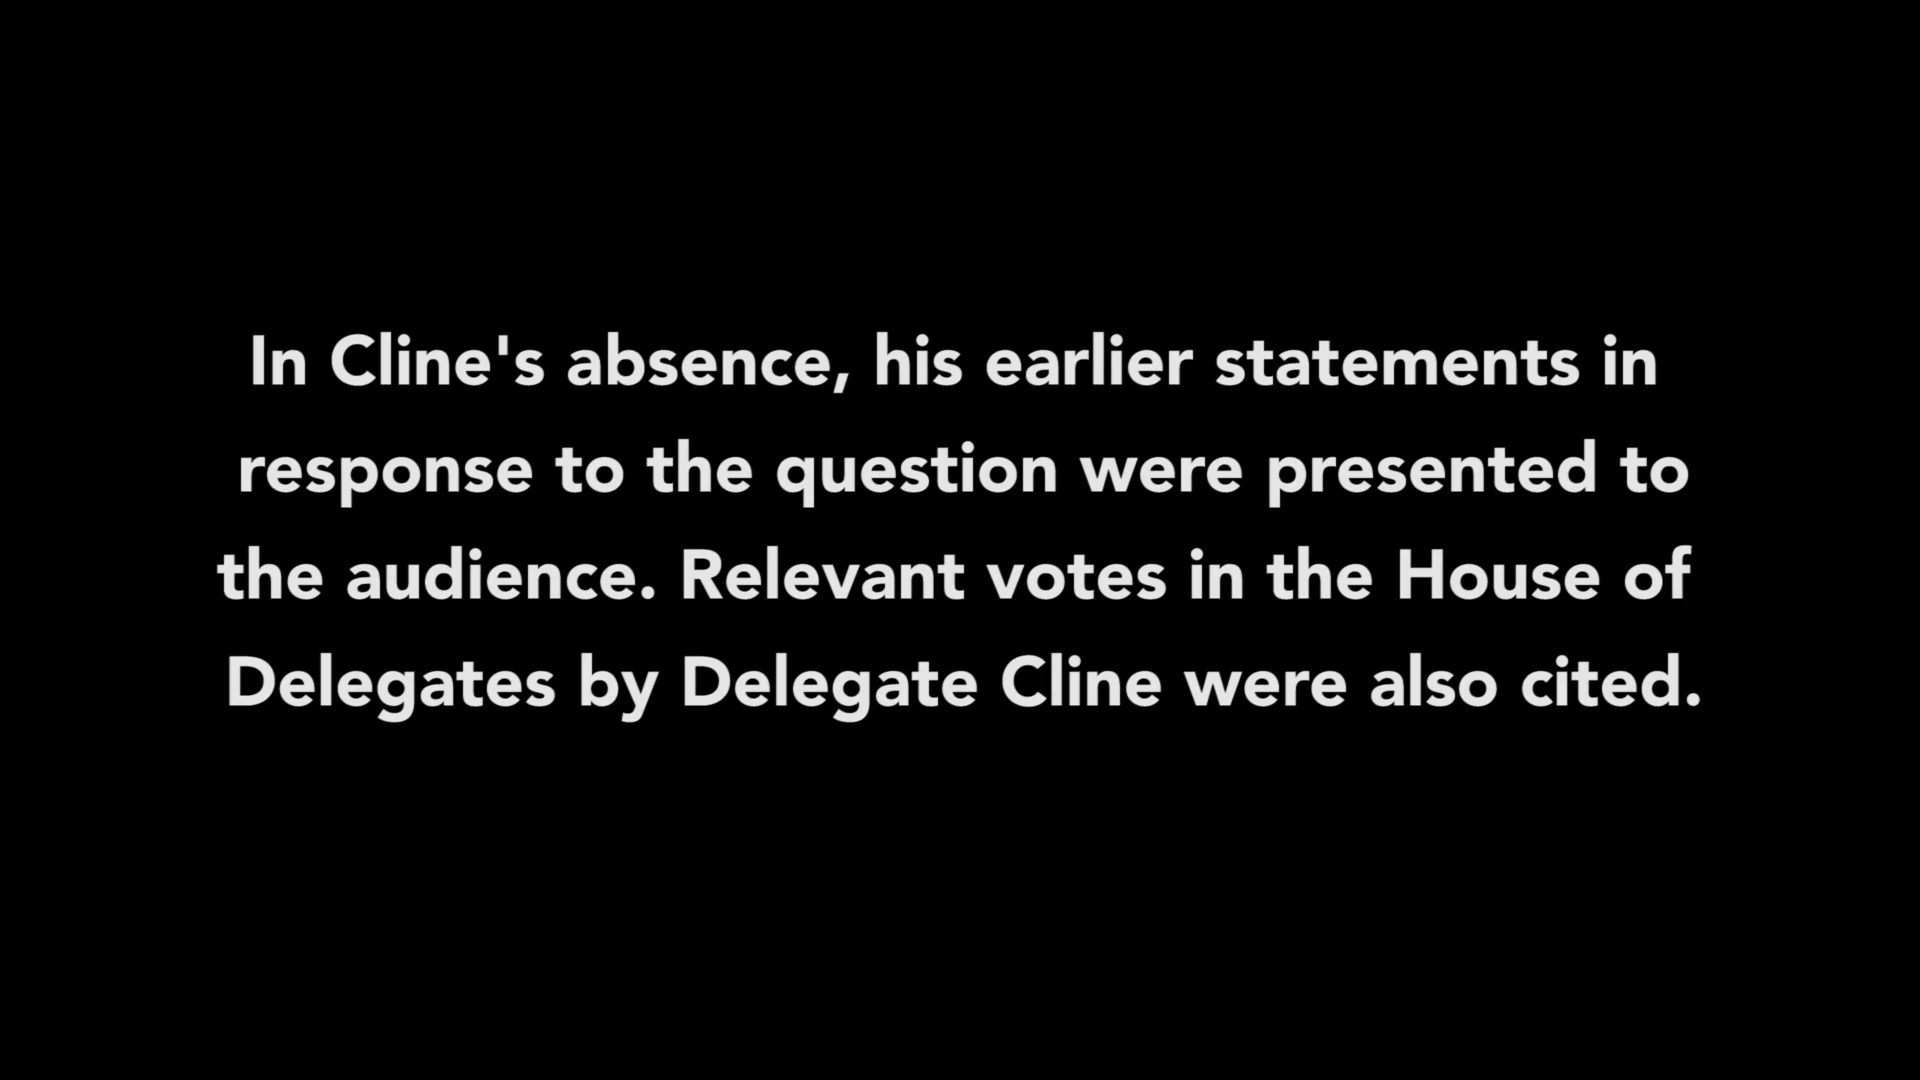 In Cline's absence, his earlier statements in
response to the question were presented to
the audience. Relevant votes in the House of
Delegates by Delegate Cline were also cited.